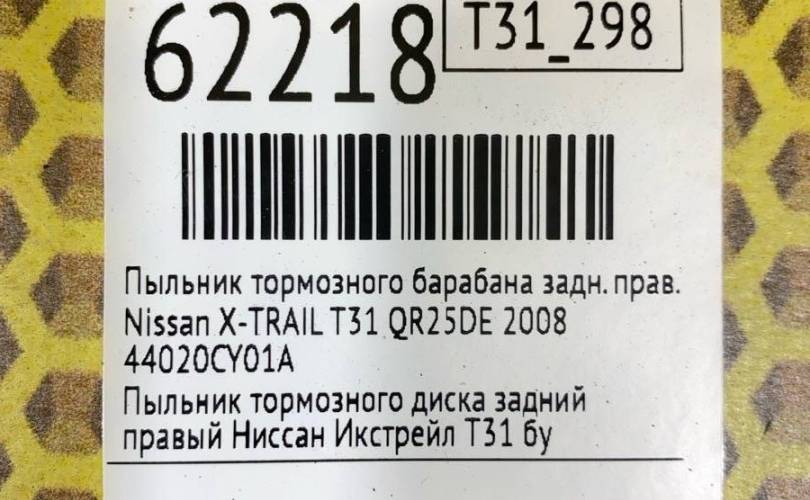 62218
T31_298
Пыльник тормозного барабана задн. прав.
Nissan X-TRAIL T31 QR25DE 2008
44020CY01A
Пыльник тормозного диска задний
правый Ниссан Икстрейл Т31 бу